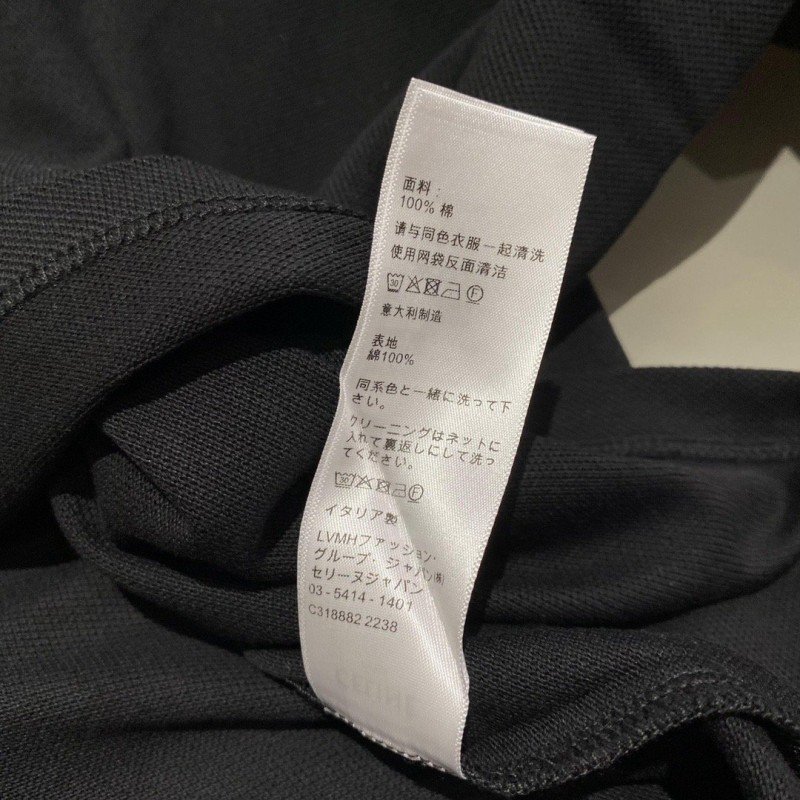 面料：
100% 棉
请与同色衣服一起清洗
使用网袋反面清洁
30 F
意大利制造
表地
綿100%
同系色と一緒に洗って下
さい。
クリーニングはネットに
入れて裏返しにして洗っ
てください。
30 F
イタリア製
LVMHファッション・
グループ・ジャパン㈱
セリーヌジャパン
03 - 5414 - 1401
C318882 2238